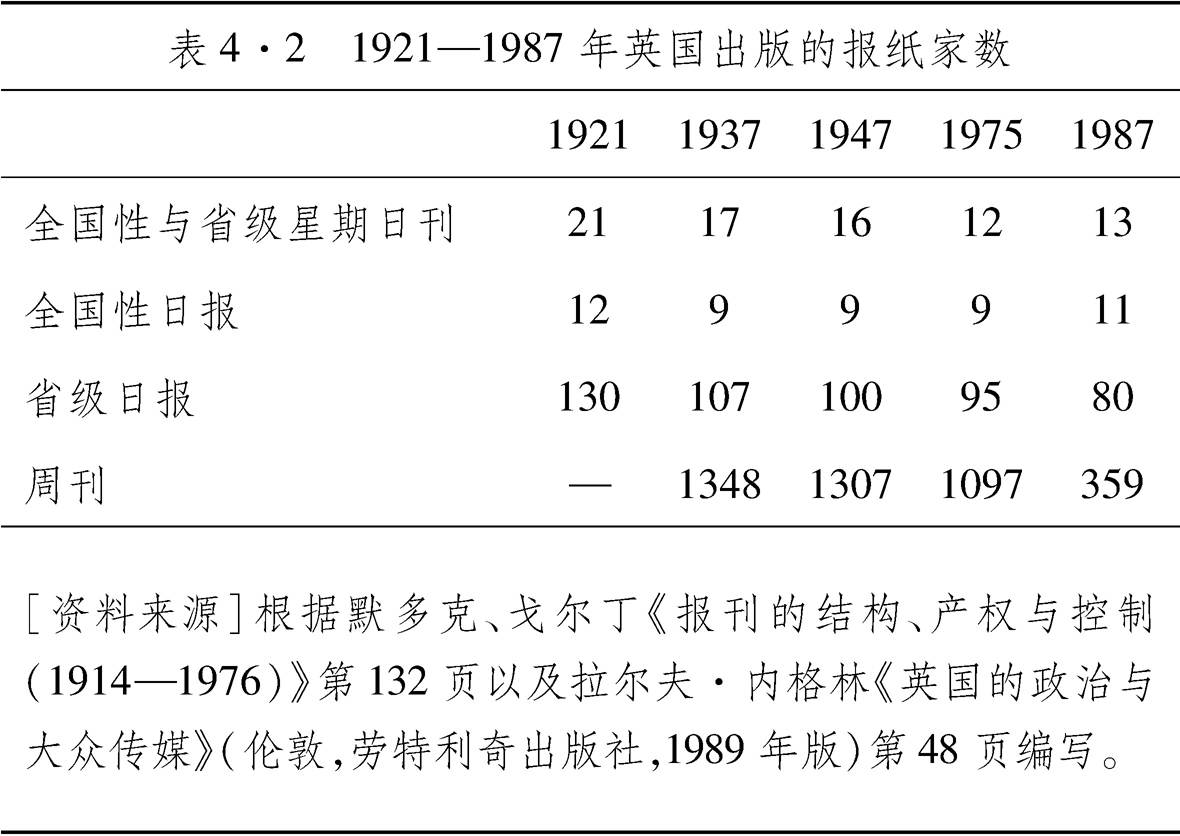 表4·2 1921—1987年英国出版的报纸家数
1921 1937 1947 1975 1987
全国性与省级星期日刊 21 17 16 12 13
全国性日报 12 9 9 9 11
省级日报 130 107 100 95 80
周刊 — 1348 1307 1097 359
[资料来源]根据默多克、戈尔丁《报刊的结构、产权与控制
(1914—1976)》第132页以及拉尔夫·内格林《英国的政治与
大众传媒》(伦敦,劳特利奇出版社,1989年版)第48页编写。